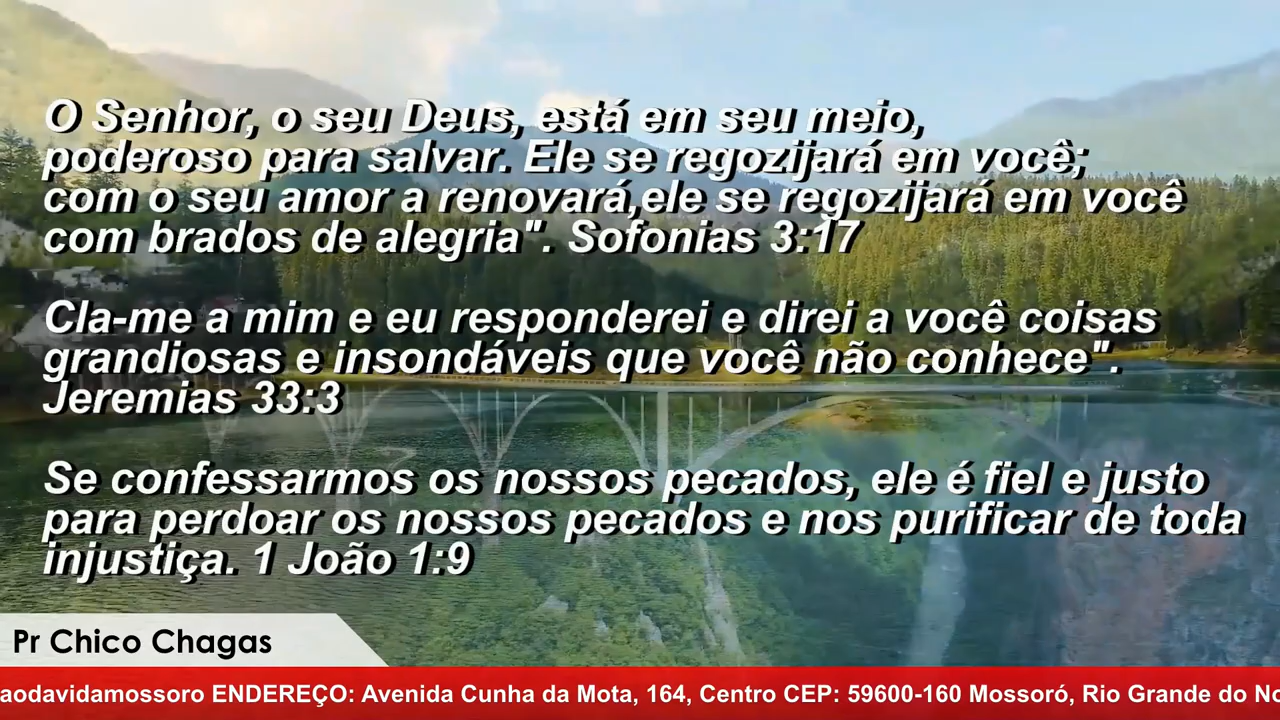 O Senhor, o seu Deus, está em seu meio,
poderoso para salvar. Ele se regozijará em você;
com o seu amor a renovará,ele se regozijará em você
com brados de alegria". Sofonias 3:17
Cla-me a mim e eu responderei e direi a você coisas
grandiosas e insondáveis que você não conhece".
Jeremias 33:3
Se confessarmos os nossos pecados, ele é fiel e justo
para perdoar os nossos pecados e nos purificar de toda
injustiça. 1 João 1:9
Pr Chico Chagas
aodavidamossoro ENDEREÇO: Avenida Cunha da Mota, 164, Centro CEP: 59600-160 Mossoró, Rio Grande do No